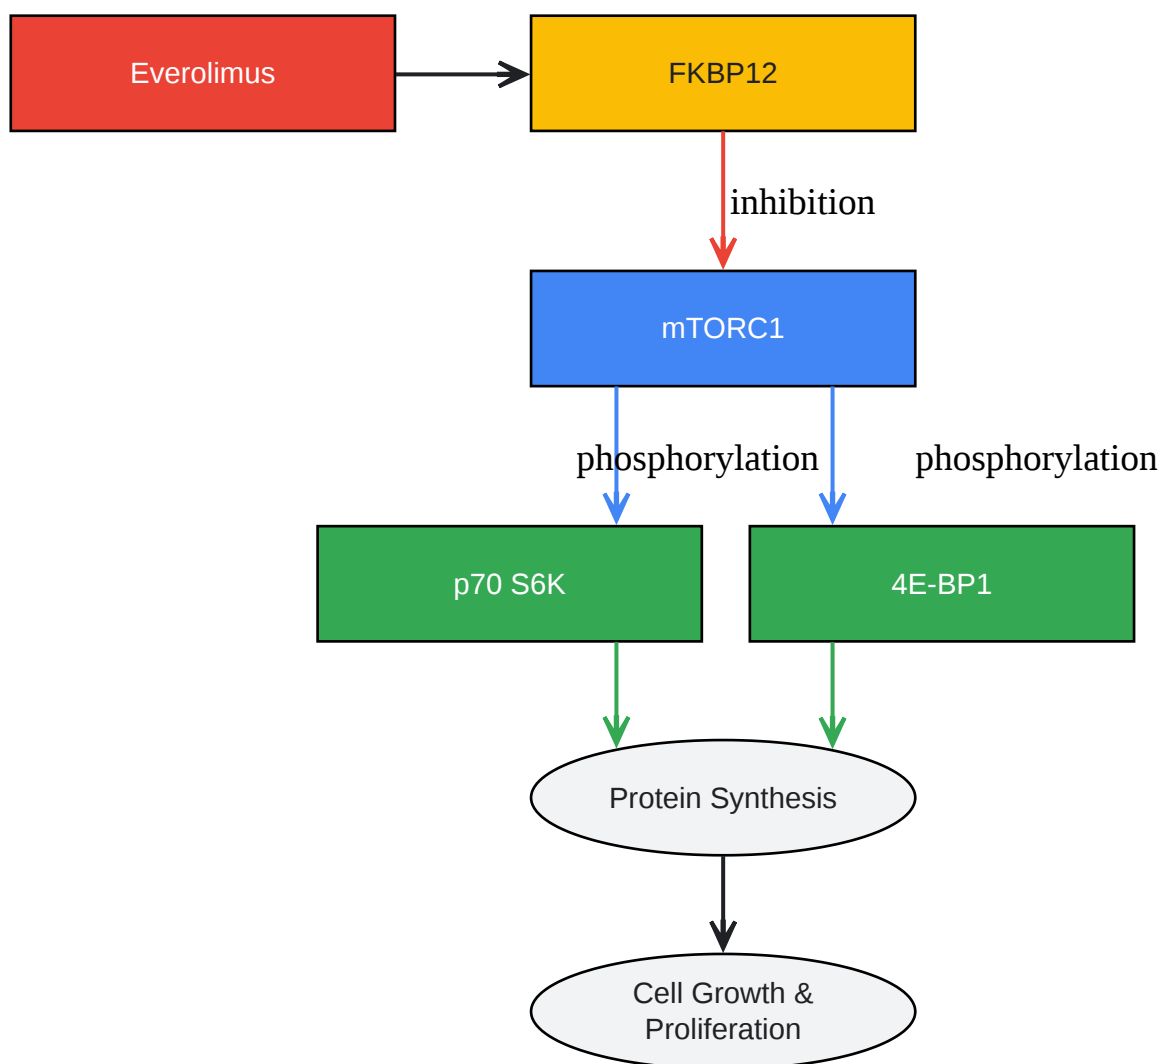 Everolimus
FKBP12
inhibition
mTORC1
phosphorylation
phosphorylation
p70 S6K
4E-BP1
Protein Synthesis
Cell Growth &
Proliferation